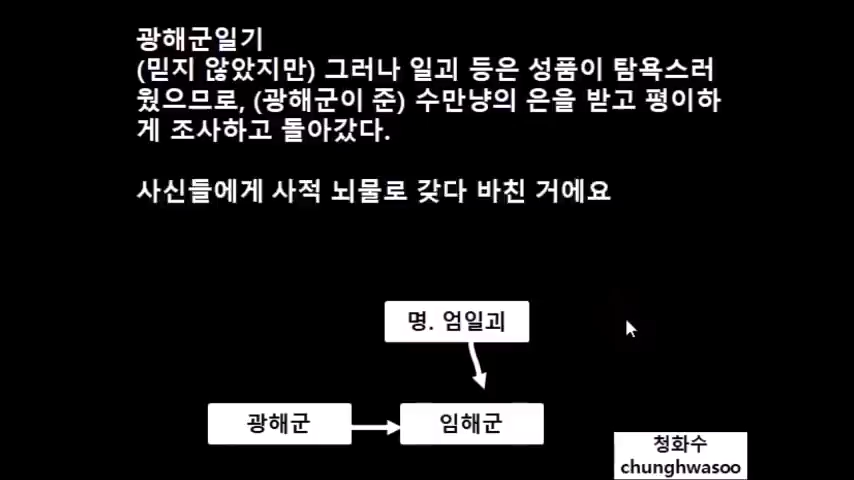 광해군일기
(믿지 않았지만) 그러나 일괴 등은 성품이 탐욕스러
웠으므로, (광해군이 준) 수만냥의 은을 받고 평이하
게 조사하고 돌아갔다.
사신들에게 사적 뇌물로 갖다 바친 거에요
명. 엄일괴
광해군
임해군
청화수
chunghwasoo